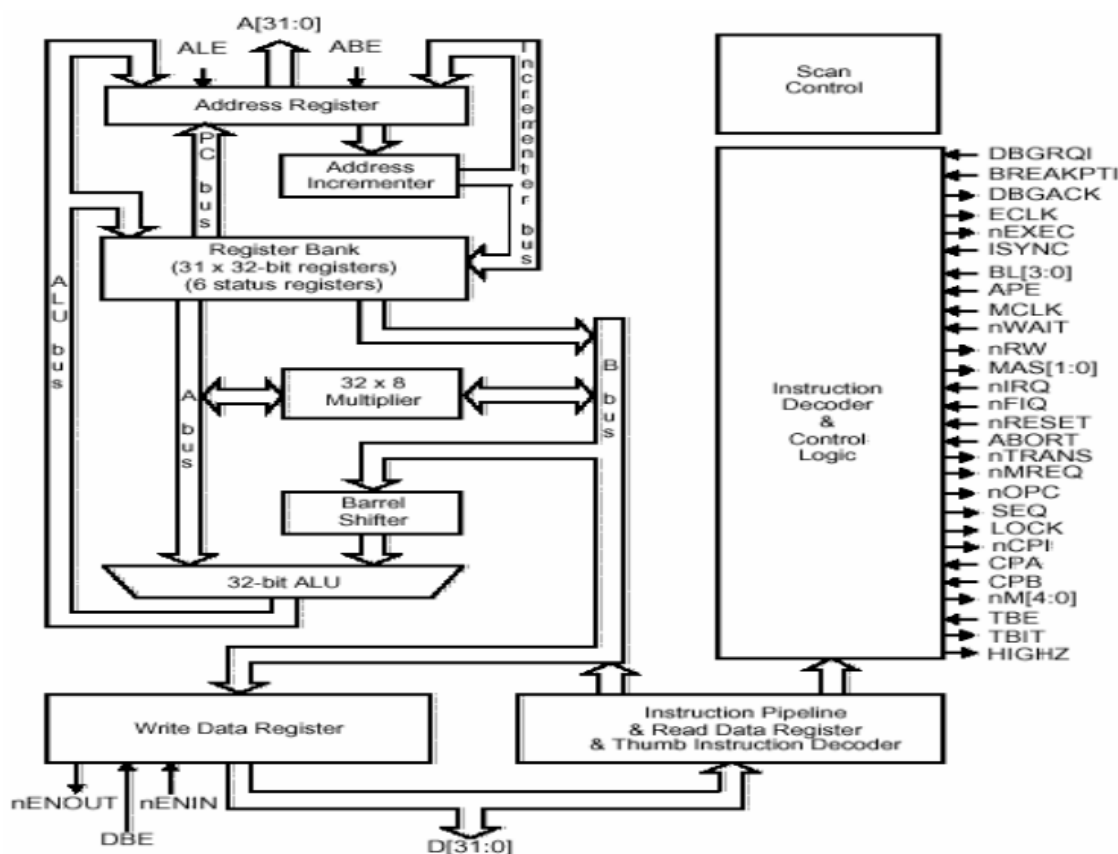 A[31:0]
ALE
ABE
Address Register
PC bus
Incrementer bus
Address
Incrementer
Register Bank
(31 x 32-bit registers)
(6 status registers)
ALU bus
A bus
32 x 8
Multiplier
B bus
Barrel
Shifter
32-bit ALU
Write Data Register
Instruction Pipeline
& Read Data Register
& Thumb Instruction Decoder
nENOUT
nENIN
DBE
D[31:0]
Scan
Control
Instruction
Decoder
&
Control
Logic
DBGRQI
BREAKPTI
DBGACK
ECLK
nEXEC
ISYNC
BL[3:0]
APE
MCLK
nWAIT
nRW
MAS[1:0]
nIRQ
nFIQ
nRESET
ABORT
nTRANS
nMREQ
nOPC
SEQ
LOCK
nCPI
CPA
CPB
nM[4:0]
TBE
TBIT
HIGHZ